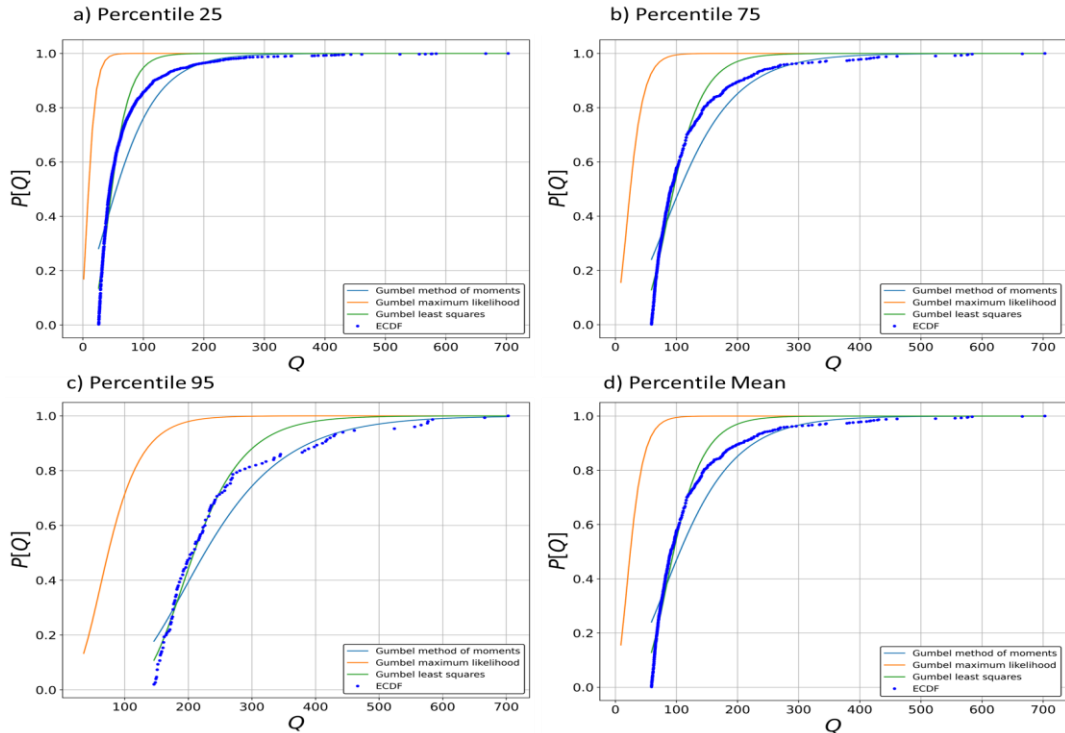 a) Percentile 25
1.0
0.8
0.6
0.4
0.2
0.0
P[Q]
Gumbel method of moments
Gumbel maximum likelihood
Gumbel least squares
ECDF
0 100 200 300 400 500 600 700
Q
b) Percentile 75
1.0
0.8
0.6
0.4
0.2
0.0
P[Q]
Gumbel method of moments
Gumbel maximum likelihood
Gumbel least squares
ECDF
0 100 200 300 400 500 600 700
Q
c) Percentile 95
1.0
0.8
0.6
0.4
0.2
0.0
P[Q]
Gumbel method of moments
Gumbel maximum likelihood
Gumbel least squares
ECDF
100 200 300 400 500 600 700
Q
d) Percentile Mean
1.0
0.8
0.6
0.4
0.2
0.0
P[Q]
Gumbel method of moments
Gumbel maximum likelihood
Gumbel least squares
ECDF
0 100 200 300 400 500 600 700
Q